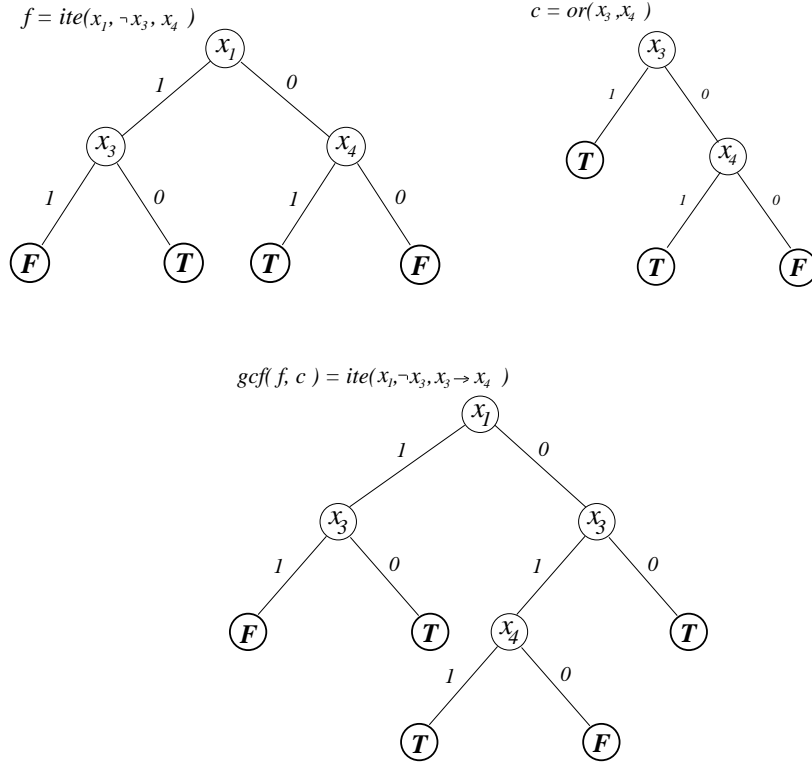 f = ite(x₁, ¬x₃, x₄ )
c = or(x₃ ,x₄ )
x₁
x₃
1
0
1
0
x₃
x₄
T
x₄
1
0
1
0
1
0
F
T
T
F
T
F
gcf( f, c ) = ite(x₁,¬x₃,x₃→ x₄ )
x₁
1
0
x₃
x₃
1
0
1
0
F
T
x₄
T
1
0
T
F